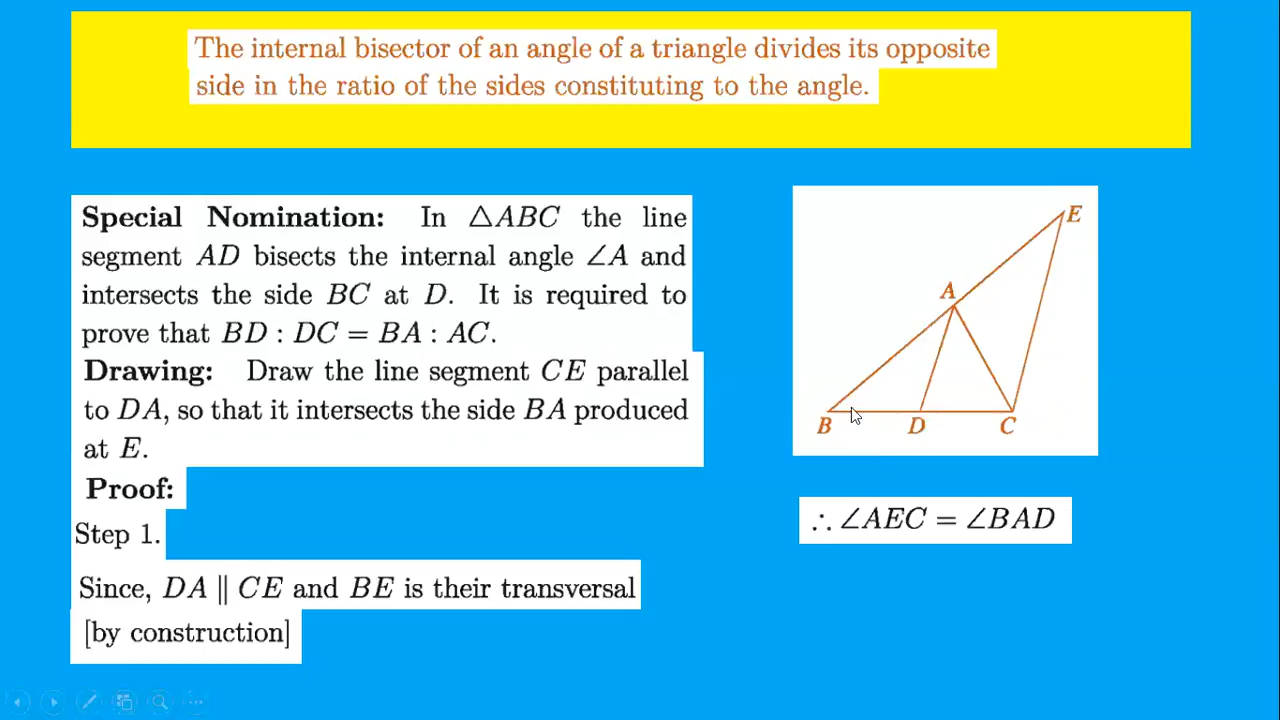 The internal bisector of an angle of a triangle divides its opposite
side in the ratio of the sides constituting to the angle.
Special Nomination: In △ABC the line
segment AD bisects the internal angle ∠A and
intersects the side BC at D. It is required to
prove that BD : DC = BA : AC.
Drawing: Draw the line segment CE parallel
to DA, so that it intersects the side BA produced
at E.
Proof:
Step 1.
Since, DA ∥ CE and BE is their transversal
[by construction]
E
A
B
D
C
∴ ∠AEC = ∠BAD